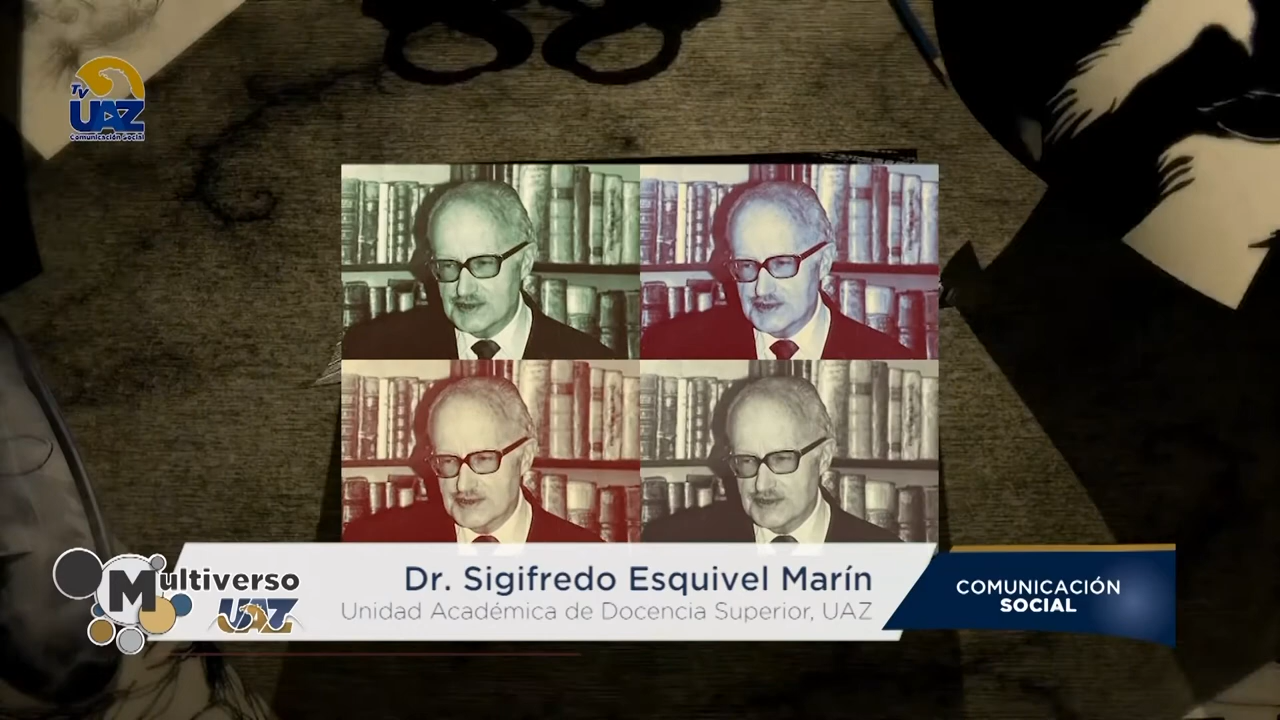 Tv
UAZ
Comunicación Social
Multiverso
UAZ
Dr. Sigifredo Esquivel Marín
Unidad Académica de Docencia Superior, UAZ
COMUNICACIÓN
SOCIAL